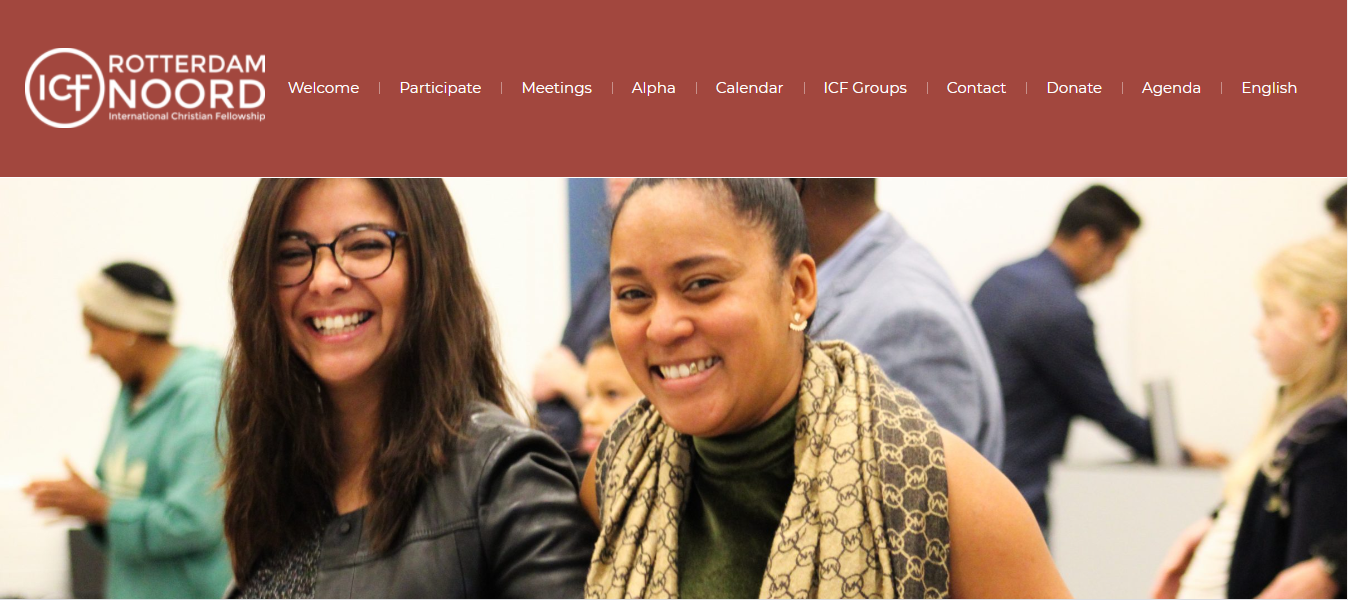 ICF
ROTTERDAM
NOORD
International Christian Fellowship
Welcome
Participate
Meetings
Alpha
Calendar
ICF Groups
Contact
Donate
Agenda
English